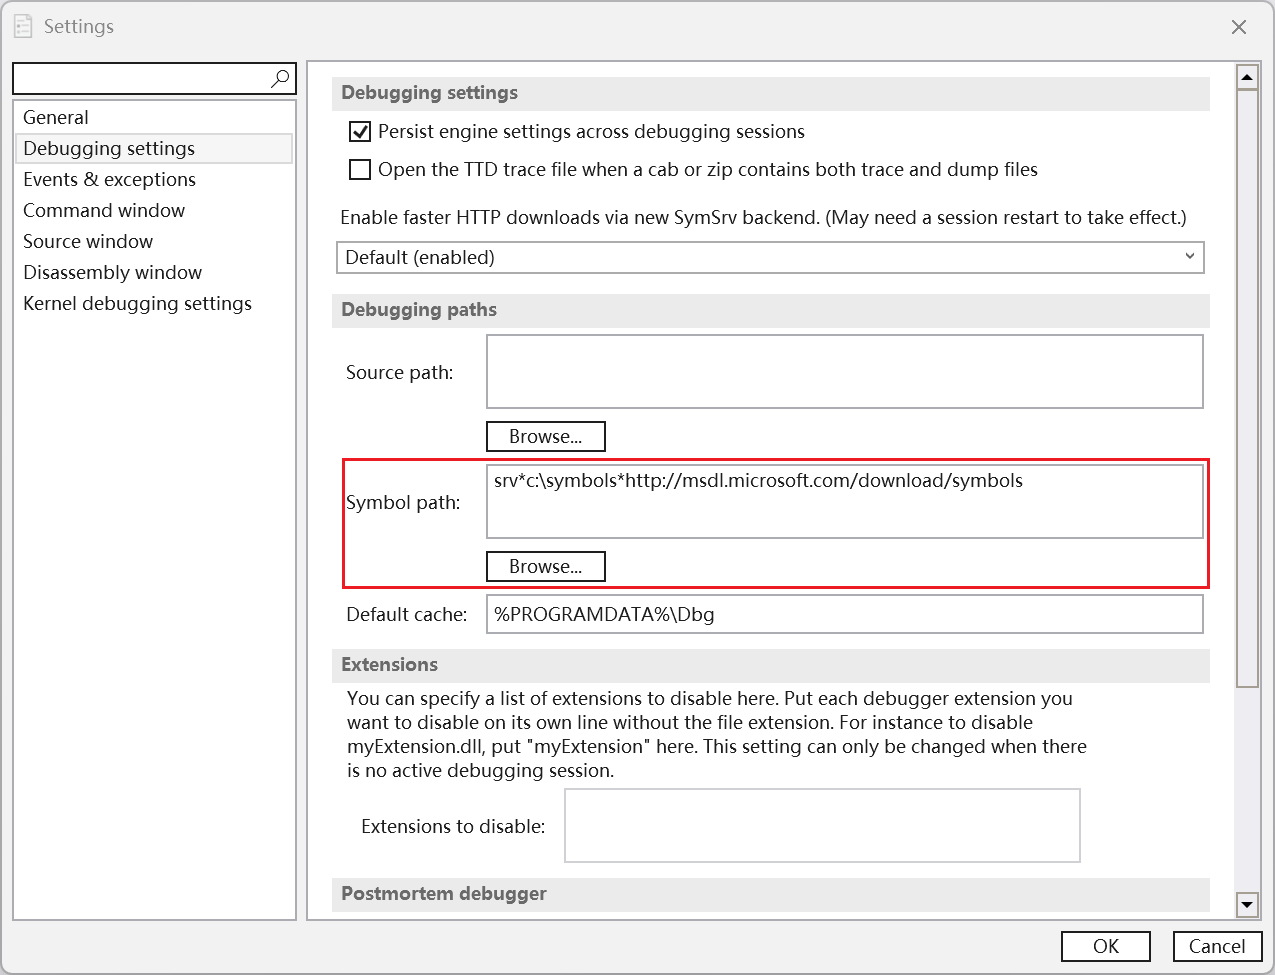 Settings
General
Debugging settings
Events & exceptions
Command window
Source window
Disassembly window
Kernel debugging settings
Debugging settings
Persist engine settings across debugging sessions
Open the TTD trace file when a cab or zip contains both trace and dump files
Enable faster HTTP downloads via new SymSrv backend. (May need a session restart to take effect.)
Default (enabled)
Debugging paths
Source path:
Browse...
Symbol path:
srv*c:\symbols*http://msdl.microsoft.com/download/symbols
Browse...
Default cache:
%PROGRAMDATA%\Dbg
Extensions
You can specify a list of extensions to disable here. Put each debugger extension you
want to disable on its own line without the file extension. For instance to disable
myExtension.dll, put "myExtension" here. This setting can only be changed when there
is no active debugging session.
Extensions to disable:
Postmortem debugger
OK
Cancel